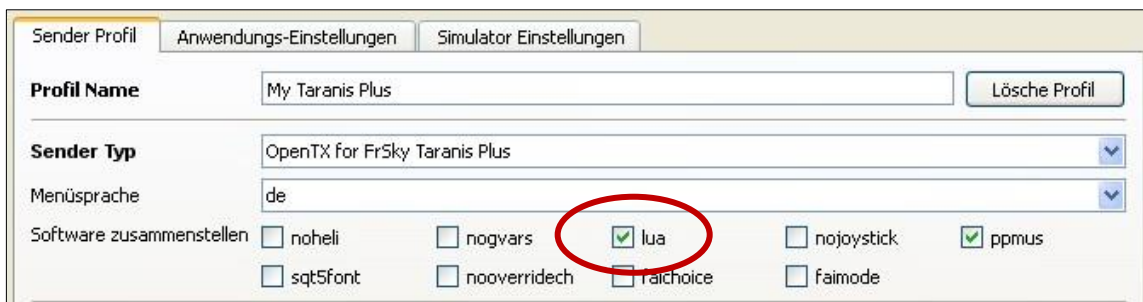 Sender Profil Anwendungs-Einstellungen Simulator Einstellungen
Profil Name My Taranis Plus Lösche Profil
Sender Typ OpenTX for FrSky Taranis Plus
Menüsprache de
Software zusammenstellen noheli nogvars lua nojoystick ppmus
sqt5font nooverridech faichoice faimode